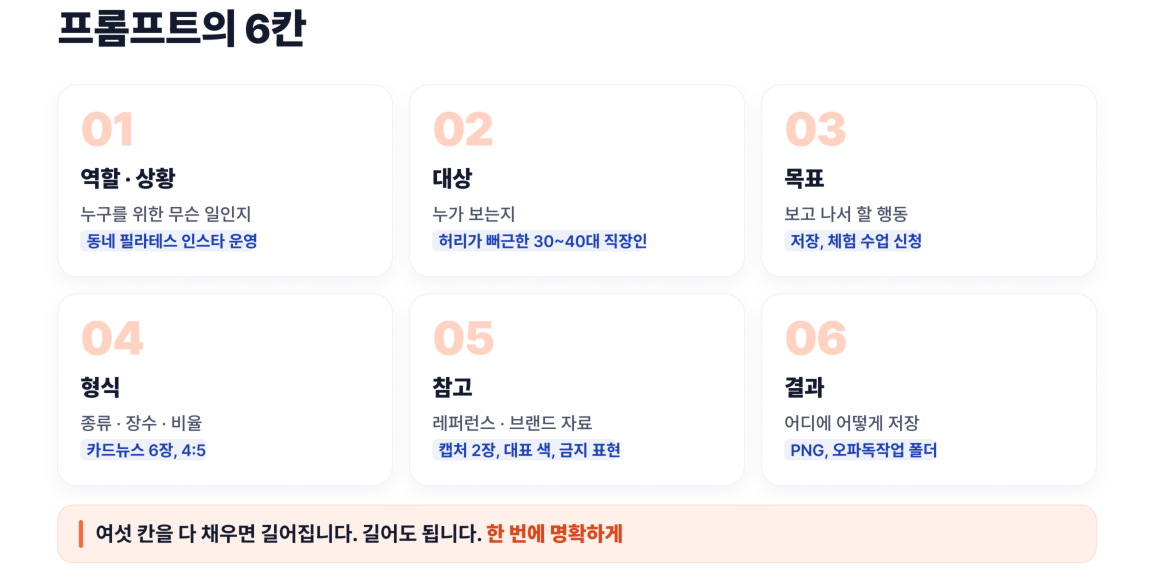 프롬프트의 6칸
01
역할 · 상황
누구를 위한 무슨 일인지
동네 필라테스 인스타 운영
02
대상
누가 보는지
허리가 뻐근한 30~40대 직장인
03
목표
보고 나서 할 행동
저장, 체험 수업 신청
04
형식
종류 · 장수 · 비율
카드뉴스 6장, 4:5
05
참고
레퍼런스 · 브랜드 자료
캡처 2장, 대표 색, 금지 표현
06
결과
어디에 어떻게 저장
PNG, 오파독작업 폴더
여섯 칸을 다 채우면 길어집니다. 길어도 됩니다. 한 번에 명확하게